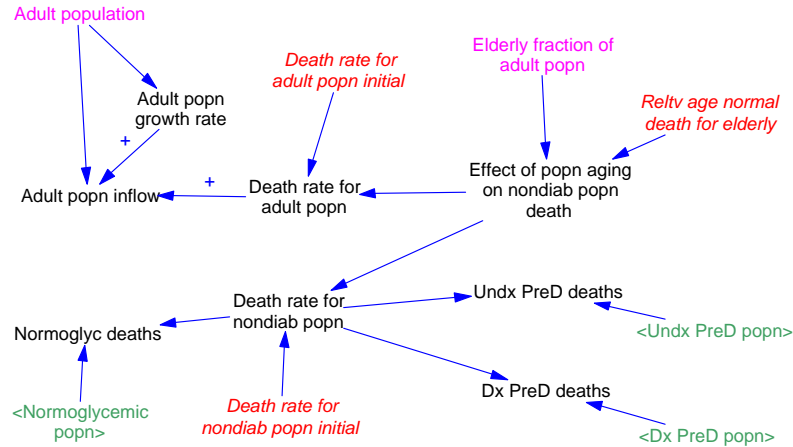 Adult population
Death rate for
adult popn initial
Elderly fraction of
adult popn
Adult popn
growth rate
Reltv age normal
death for elderly
+
Adult popn inflow
+
Death rate for
adult popn
Effect of popn aging
on nondiab popn
death
Normoglyc deaths
Death rate for
nondiab popn
Undx PreD deaths
<Undx PreD popn>
Dx PreD deaths
<Normoglycemic
popn>
Death rate for
nondiab popn initial
<Dx PreD popn>